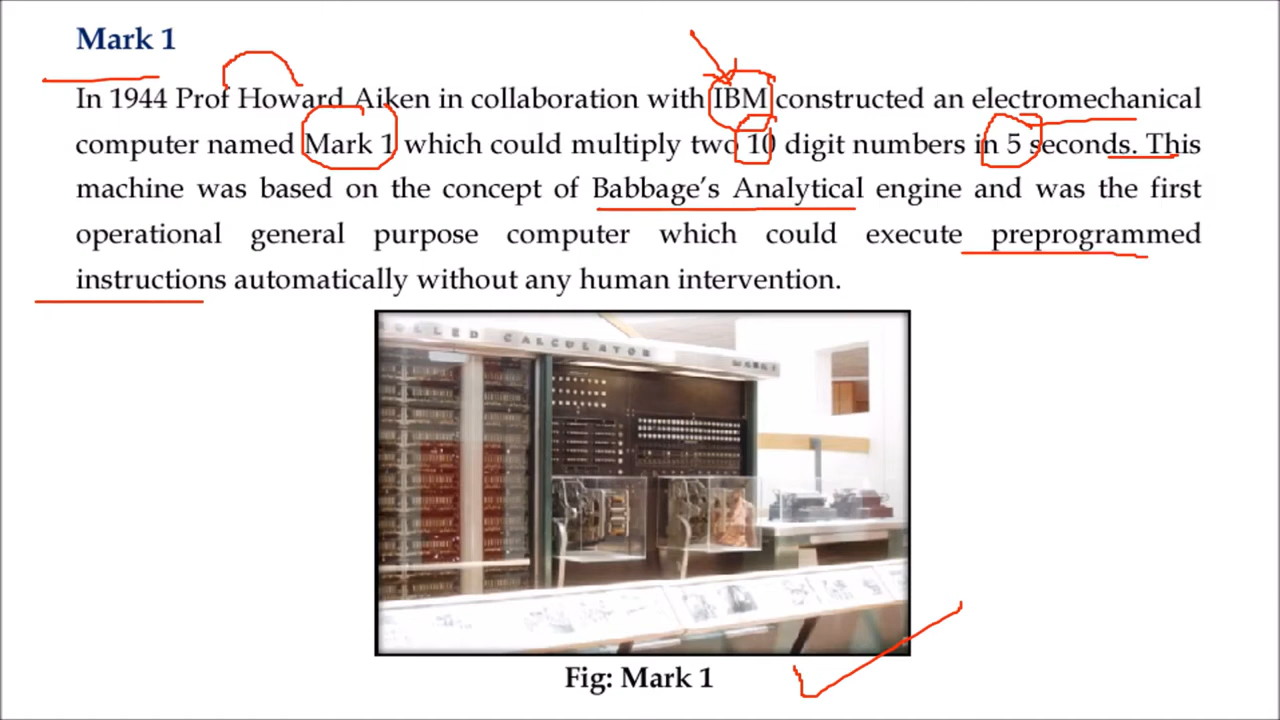 Mark 1
In 1944 Prof Howard Aiken in collaboration with IBM constructed an electromechanical
computer named Mark 1 which could multiply two 10 digit numbers in 5 seconds. This
machine was based on the concept of Babbage's Analytical engine and was the first
operational general purpose computer which could execute preprogrammed
instructions automatically without any human intervention.
LLED CALCULATOR MARK I
Fig: Mark 1